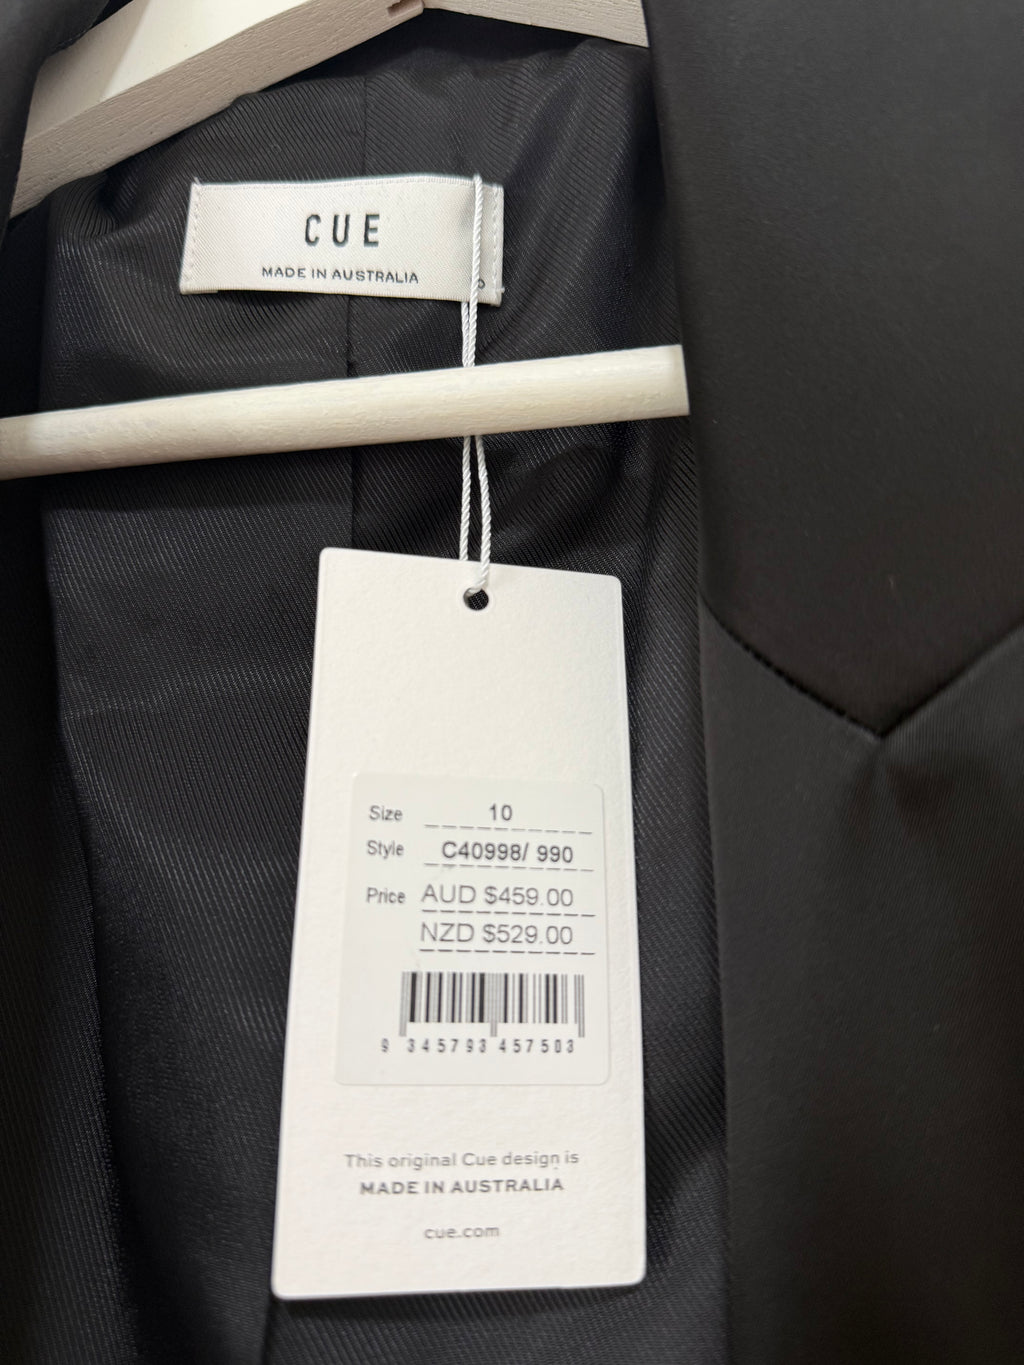 CUE
MADE IN AUSTRALIA
Size 10
Style C40998/ 990
Price AUD $459.00
NZD $529.00
9 345793 457503
This original Cue design is
MADE IN AUSTRALIA
cue.com